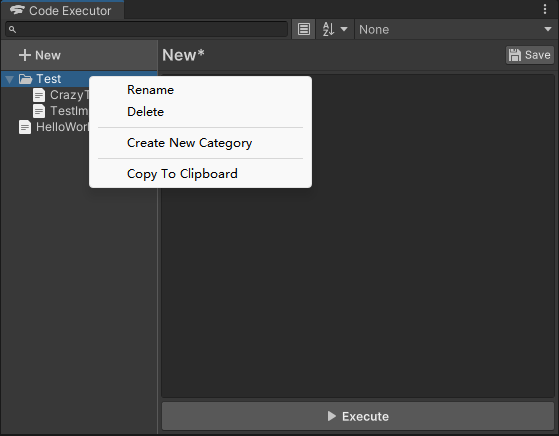 Code Executor
None
New
New*
Save
Test
CrazyT
TestIm
HelloWorl
Rename
Delete
Create New Category
Copy To Clipboard
Execute